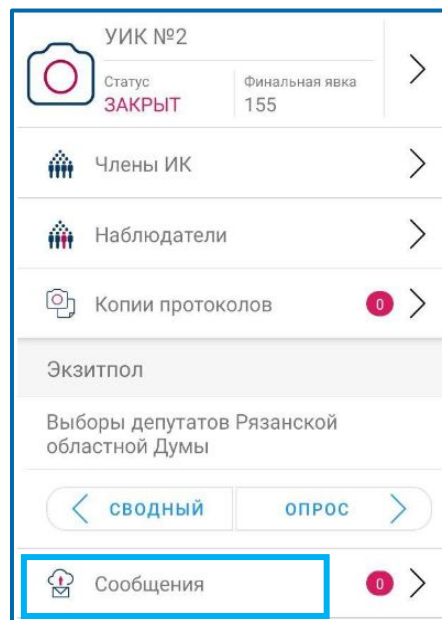 УИК №2
Статус
Финальная явка
ЗАКРЫТ
155
Члены ИК
Наблюдатели
Копии протоколов
0
Экзитпол
Выборы депутатов Рязанской
областной Думы
СВОДНЫЙ
ОПРОС
Сообщения
0